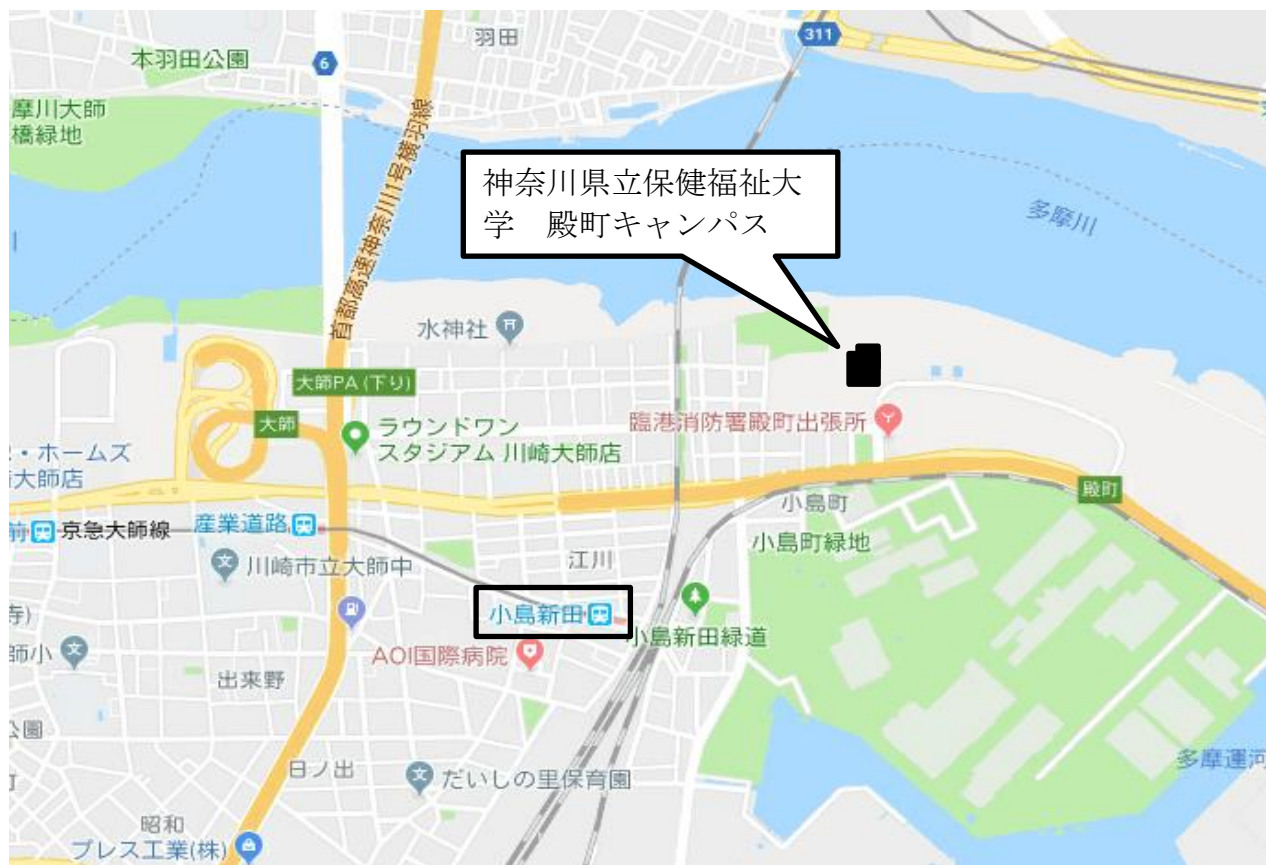 羽田
311
本羽田公園
6
摩川大師
橋緑地
首都高速神奈川1号横羽線
神奈川県立保健福祉大
学 殿町キャンパス
多摩川
水神社
大師PA(下り)
大師
ラウンドワン
スタジアム 川崎大師店
臨港消防署殿町出張所
・ホームズ
大師店
殿町
小島町
前
京急大師線
産業道路
小島町緑地
川崎市立大師中
江川
小島新田
小島新田緑道
寺)
師小
AOI国際病院
出来野
公園
多摩運河
日ノ出
だいしの里保育園
町
昭和
プレス工業(株)